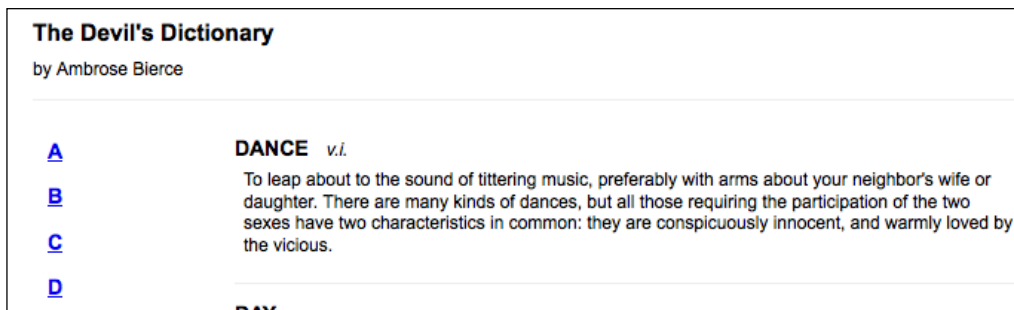 The Devil's Dictionary
by Ambrose Bierce
A
B
C
D
DANCE v.i.
To leap about to the sound of tittering music, preferably with arms about your neighbor's wife or
daughter. There are many kinds of dances, but all those requiring the participation of the two
sexes have two characteristics in common: they are conspicuously innocent, and warmly loved by
the vicious.